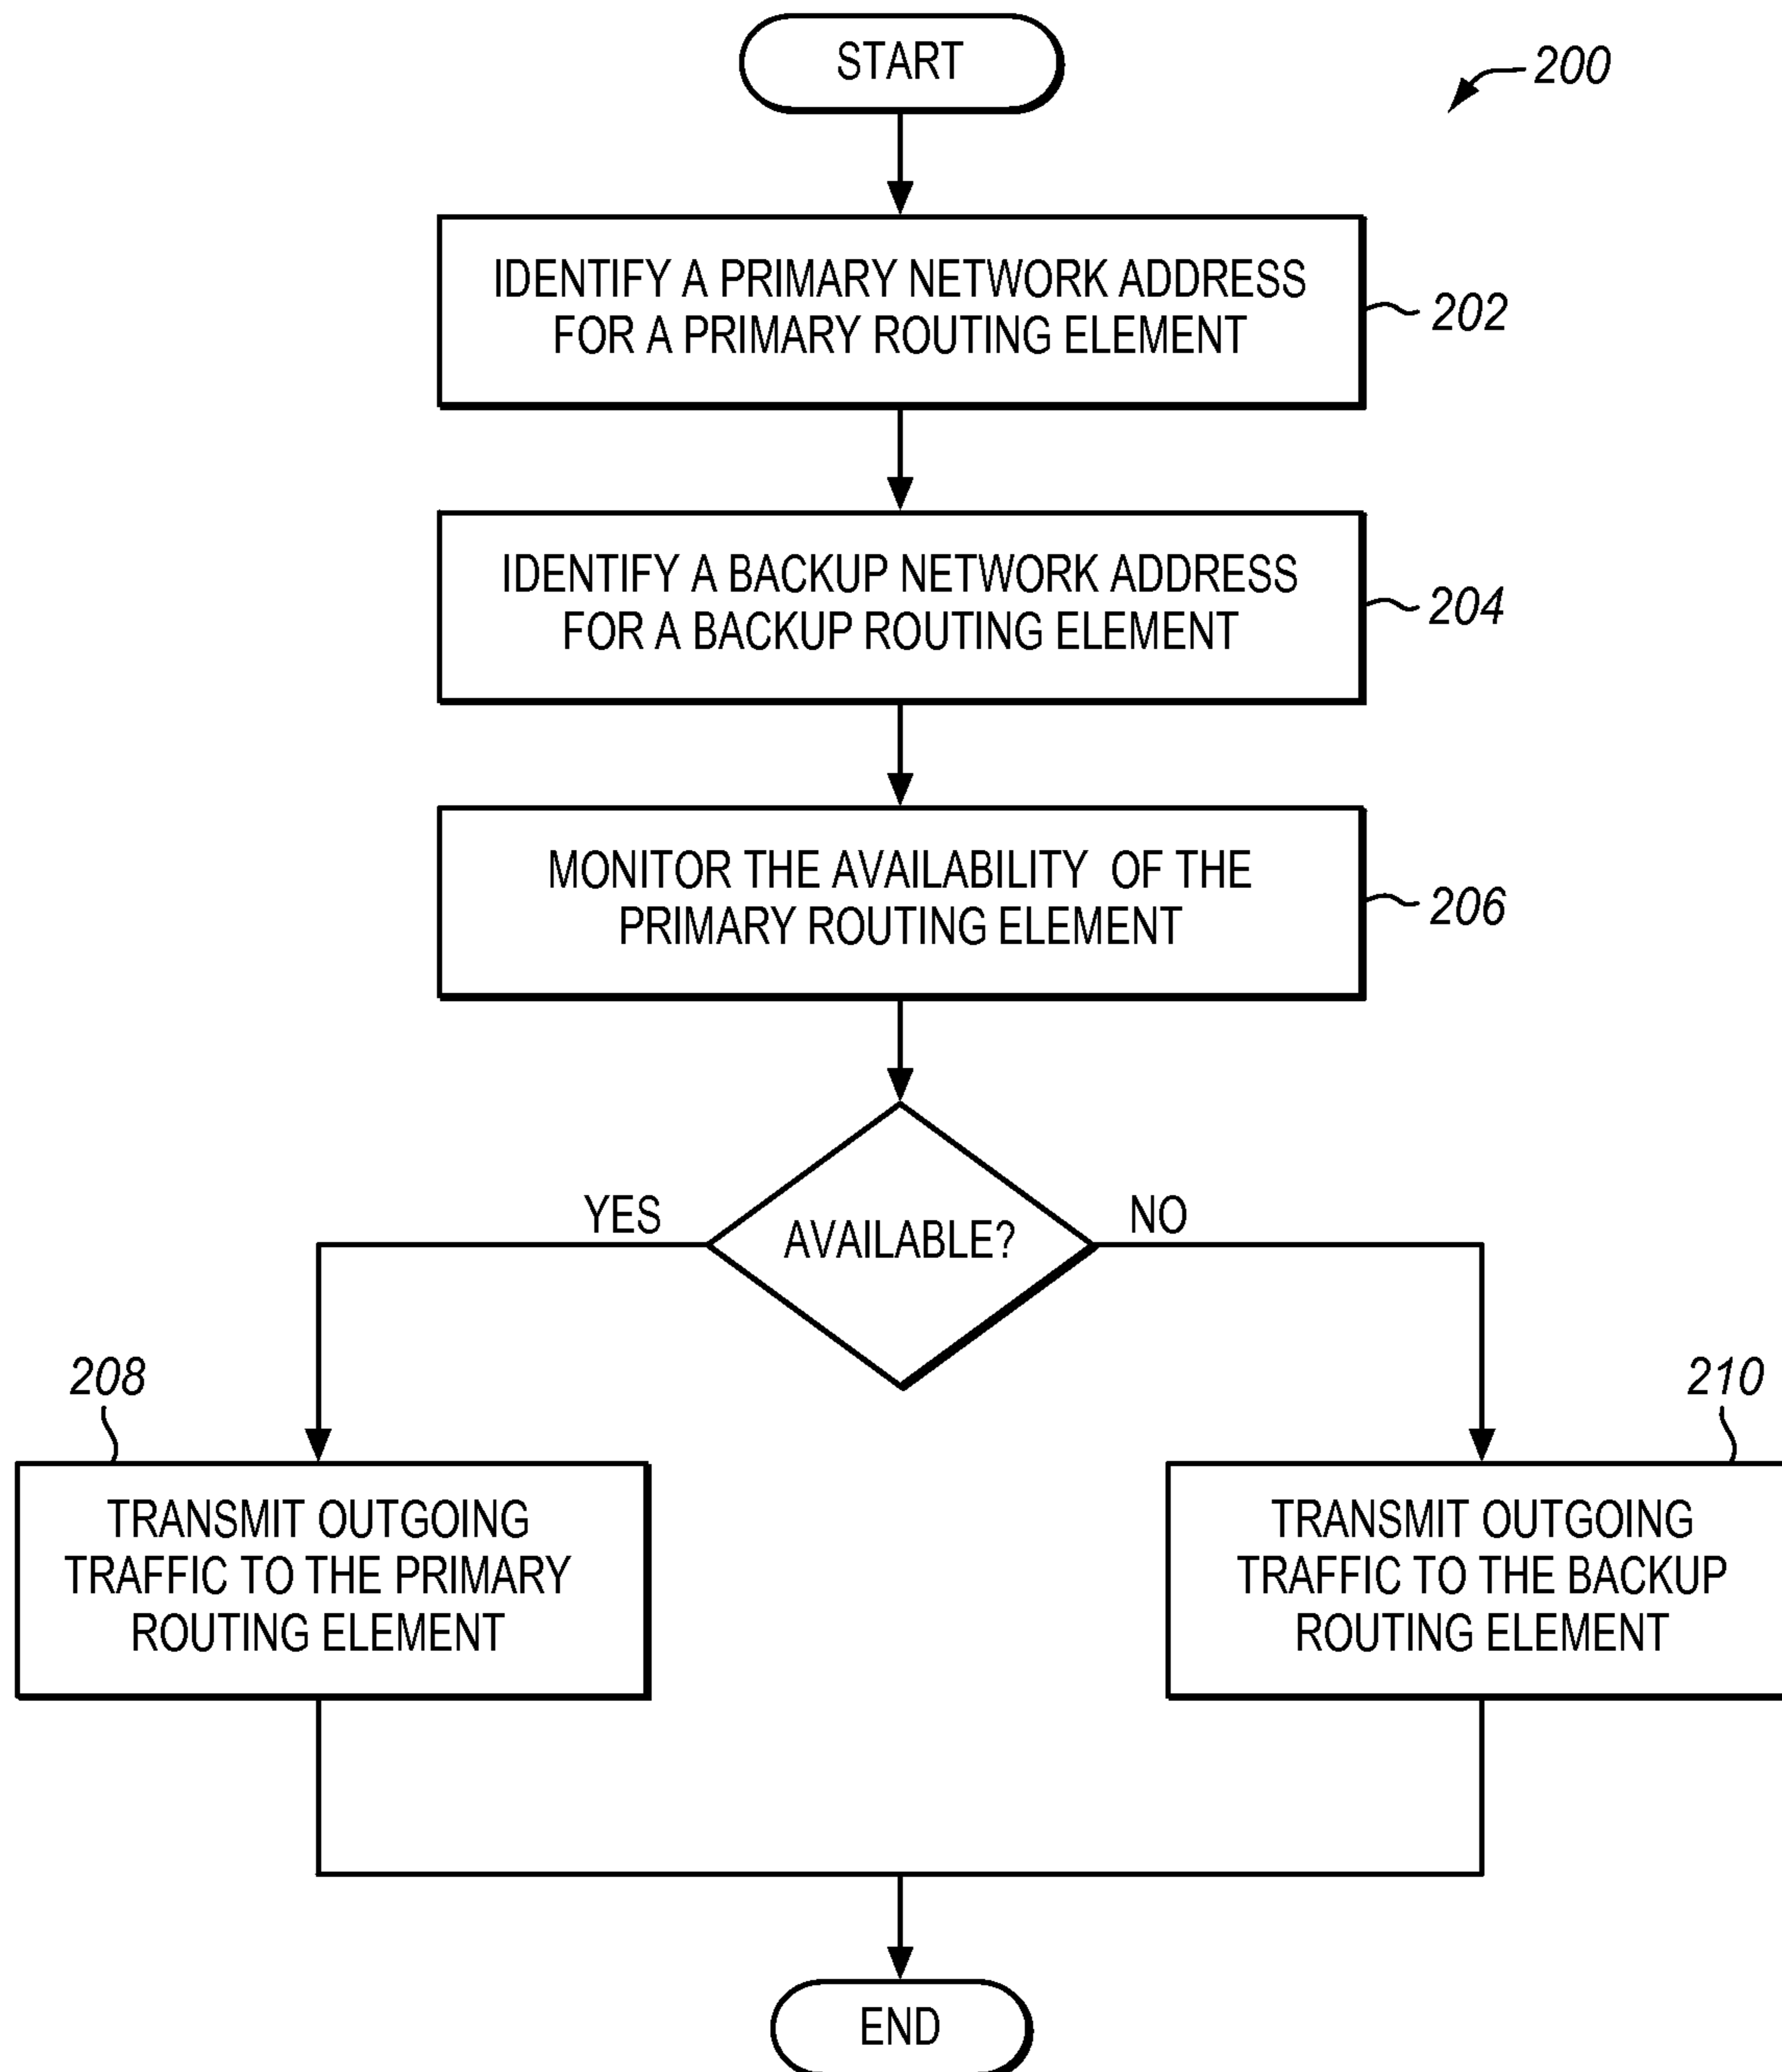 START
200
IDENTIFY A PRIMARY NETWORK ADDRESS
FOR A PRIMARY ROUTING ELEMENT
202
IDENTIFY A BACKUP NETWORK ADDRESS
FOR A BACKUP ROUTING ELEMENT
204
MONITOR THE AVAILABILITY OF THE
PRIMARY ROUTING ELEMENT
206
YES
AVAILABLE?
NO
208
210
TRANSMIT OUTGOING
TRAFFIC TO THE PRIMARY
ROUTING ELEMENT
TRANSMIT OUTGOING
TRAFFIC TO THE BACKUP
ROUTING ELEMENT
END